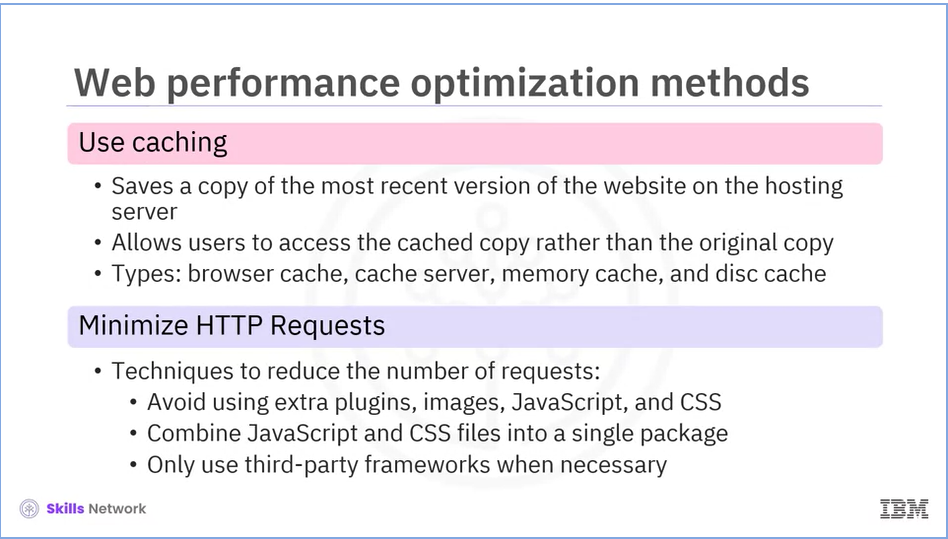 Web performance optimization methods
Use caching
• Saves a copy of the most recent version of the website on the hosting
server
• Allows users to access the cached copy rather than the original copy
• Types: browser cache, cache server, memory cache, and disc cache
Minimize HTTP Requests
• Techniques to reduce the number of requests:
• Avoid using extra plugins, images, JavaScript, and CSS
• Combine JavaScript and CSS files into a single package
• Only use third-party frameworks when necessary
Skills Network
IBM